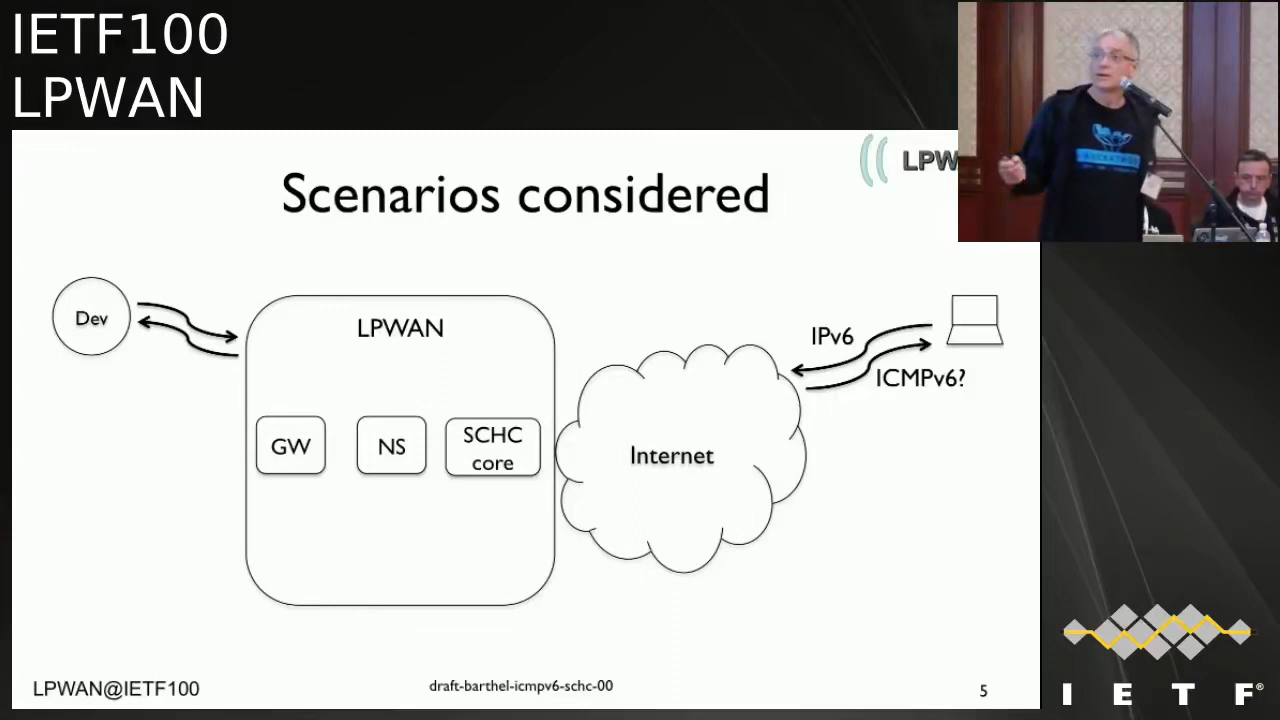 IETF100
LPWAN
LPW
Scenarios considered
Dev
LPWAN
GW
NS
SCHC
core
Internet
IPv6
ICMPv6?
LPWAN@IETF100
draft-barthel-icmpv6-schc-00
5
I E T F®